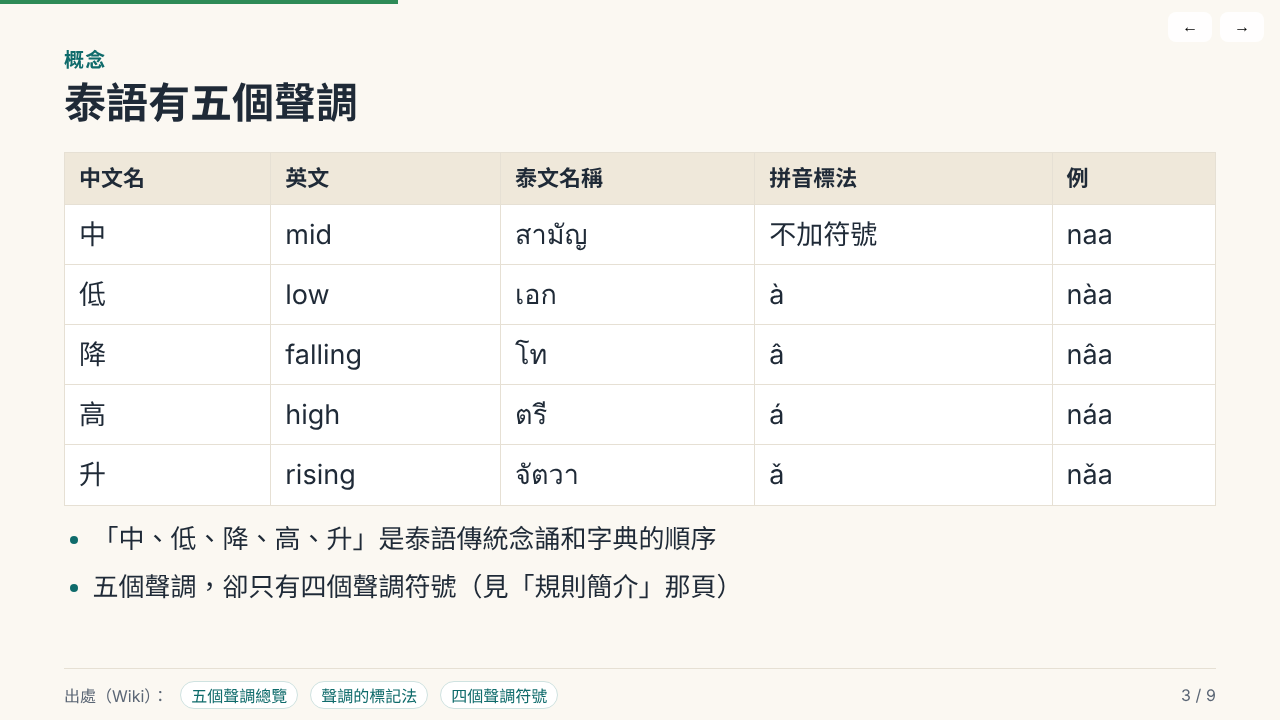 ← →
概念
泰語有五個聲調
中文名 英文 泰文名稱 拼音標法 例
中 mid สามัญ 不加符號 naa
低 low เอก à nàa
降 falling โท â nâa
高 high ตรี á náa
升 rising จัตวา ǎ nǎa
• 「中、低、降、高、升」是泰語傳統念誦和字典的順序
• 五個聲調，卻只有四個聲調符號（見「規則簡介」那頁）
出處（Wiki）： 五個聲調總覽 聲調的標記法 四個聲調符號 3 / 9